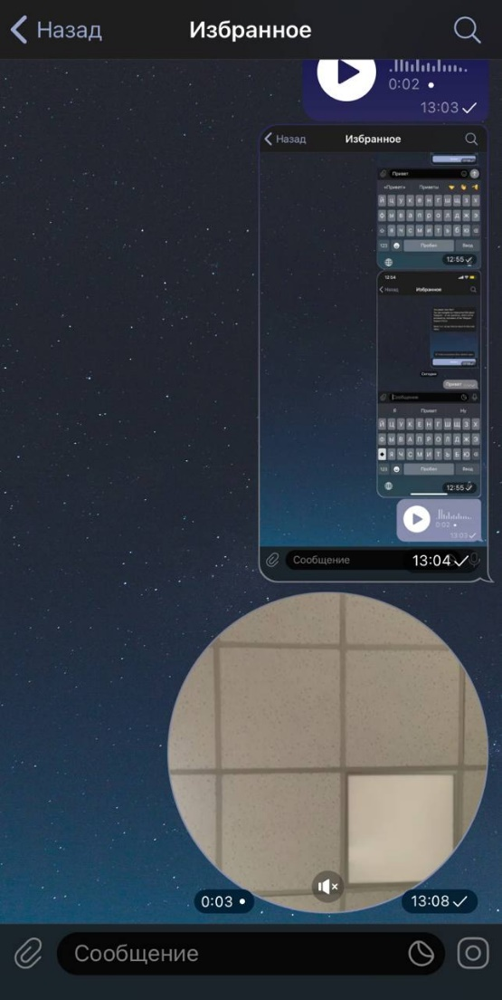 Назад
Избранное
0:02
13:03
Назад
Избранное
Привет
«Привет»
Приветы
Й Ц У К Е Н Г Ш Щ З Х
Ф Ы В А П Р О Л Д Ж Э
Я Ч С М И Т Ь Б Ю
123
Пробел
Ввод
12:55
12:54
Назад
Избранное
Сегодня
Привет
Сообщение
Я
Привет
Ну
Й Ц У К Е Н Г Ш Щ З Х
Ф Ы В А П Р О Л Д Ж Э
Я Ч С М И Т Ь Б Ю
123
Пробел
Ввод
12:55
0:02
13:03
Сообщение
13:04
0:03
13:08
Сообщение